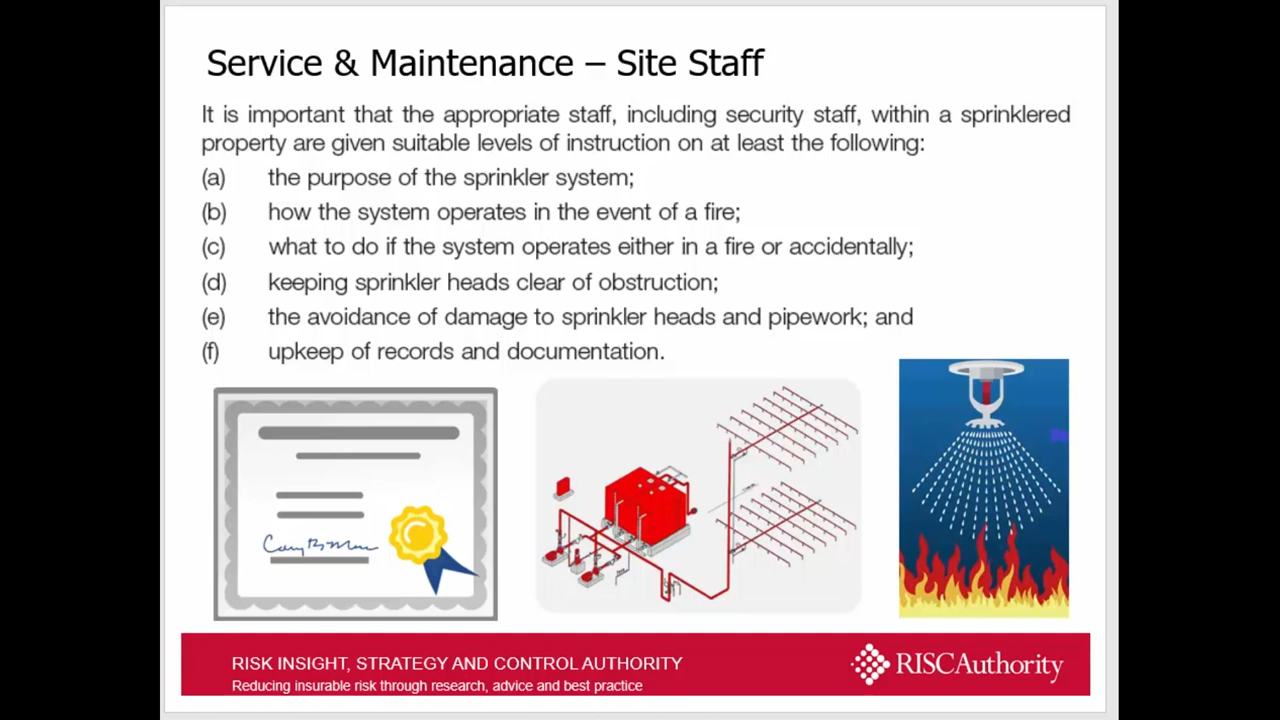 Service & Maintenance – Site Staff
It is important that the appropriate staff, including security staff, within a sprinklered
property are given suitable levels of instruction on at least the following:
(a) the purpose of the sprinkler system;
(b) how the system operates in the event of a fire;
(c) what to do if the system operates either in a fire or accidentally;
(d) keeping sprinkler heads clear of obstruction;
(e) the avoidance of damage to sprinkler heads and pipework; and
(f) upkeep of records and documentation.
RISK INSIGHT, STRATEGY AND CONTROL AUTHORITY
Reducing insurable risk through research, advice and best practice
RISCAuthority